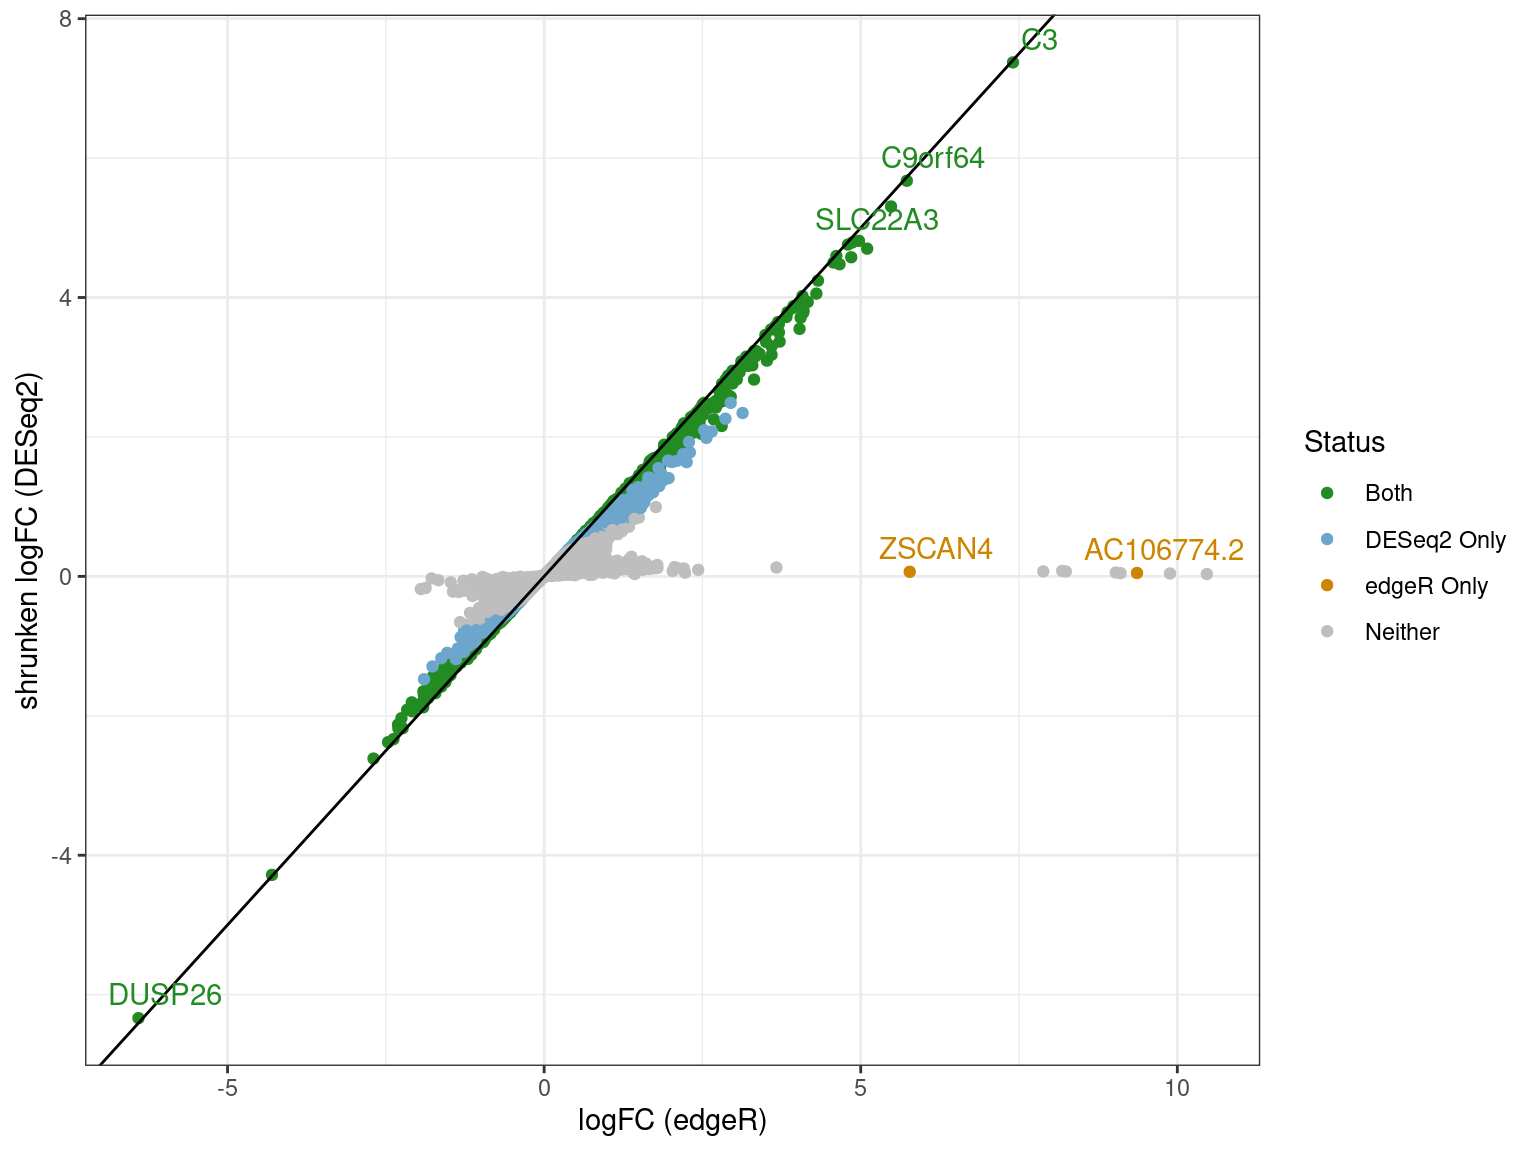 8
4
0
-4
-5
0
5
10
shrunken logFC (DESeq2)
logFC (edgeR)
C3
C9orf64
SLC22A3
ZSCAN4
AC106774.2
DUSP26
Status
Both
DESeq2 Only
edgeR Only
Neither